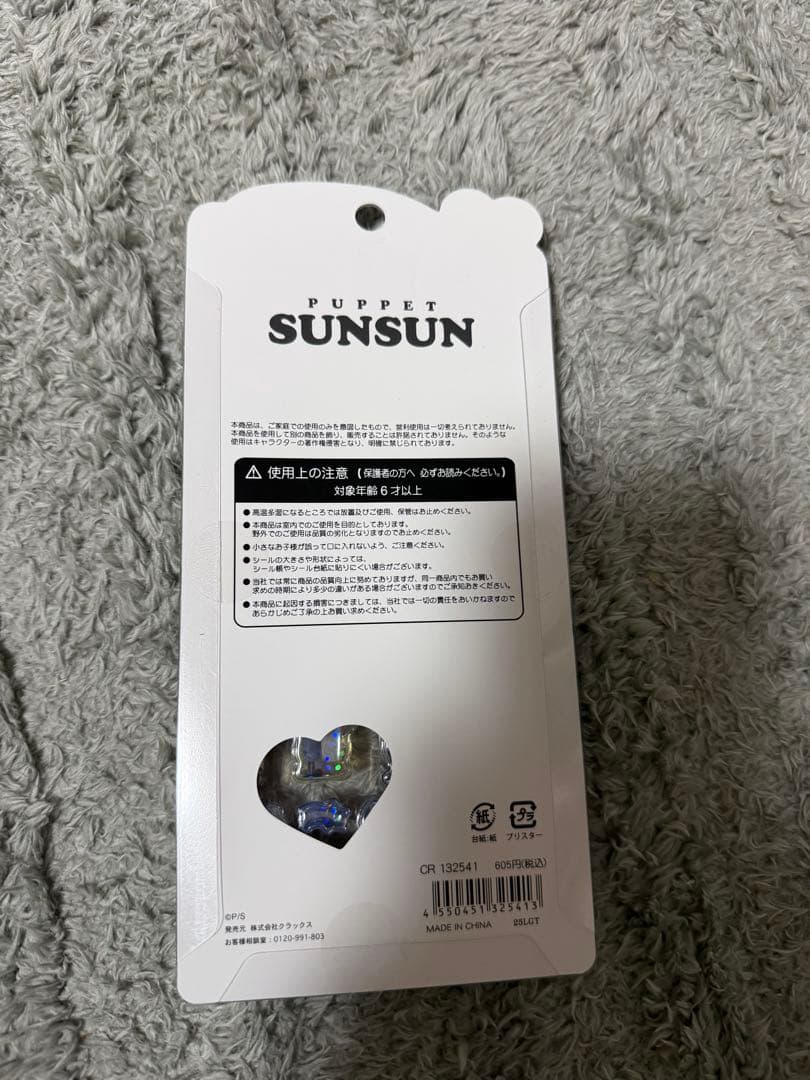 PUPPET
SUNSUN
本商品は、ご家庭での使用のみを意図したもので、営利使用は一切考えられておりません。
本商品を使用して別の商品を飾り、販売することは許諾されておりません。そのような
使用はキャラクターの著作権侵害となり、明確に禁じられております。
⚠ 使用上の注意 (保護者の方へ 必ずお読みください。)
対象年齢6才以上
●高温多湿になるところでは放置及びご使用、保管はお止めください。
●本商品は室内でのご使用を目的としております。
野外でのご使用は品質の劣化となりますのでお止めください。
●小さなお子様が誤って口に入れないよう、ご注意ください。
●シールの大きさや形状によっては、
シール帳やシール台紙に貼りにくい場合がございます。
●当社では常に商品の品質向上に努めておりますが、同一商品内でもお買い
求めの時期により多少の違いがある場合がございますのでご承知おきください。
●本商品に起因する損害につきましては、当社では一切の責任をおいかねますので
あらかじめご了承の上お買い求めください。
紙 プラ
台紙:紙 ブリスター
CR 132541 605円(税込)
4 550451 325413
MADE IN CHINA 25LGT
©P/S
発売元 株式会社クラックス
お客様相談室:0120-991-803